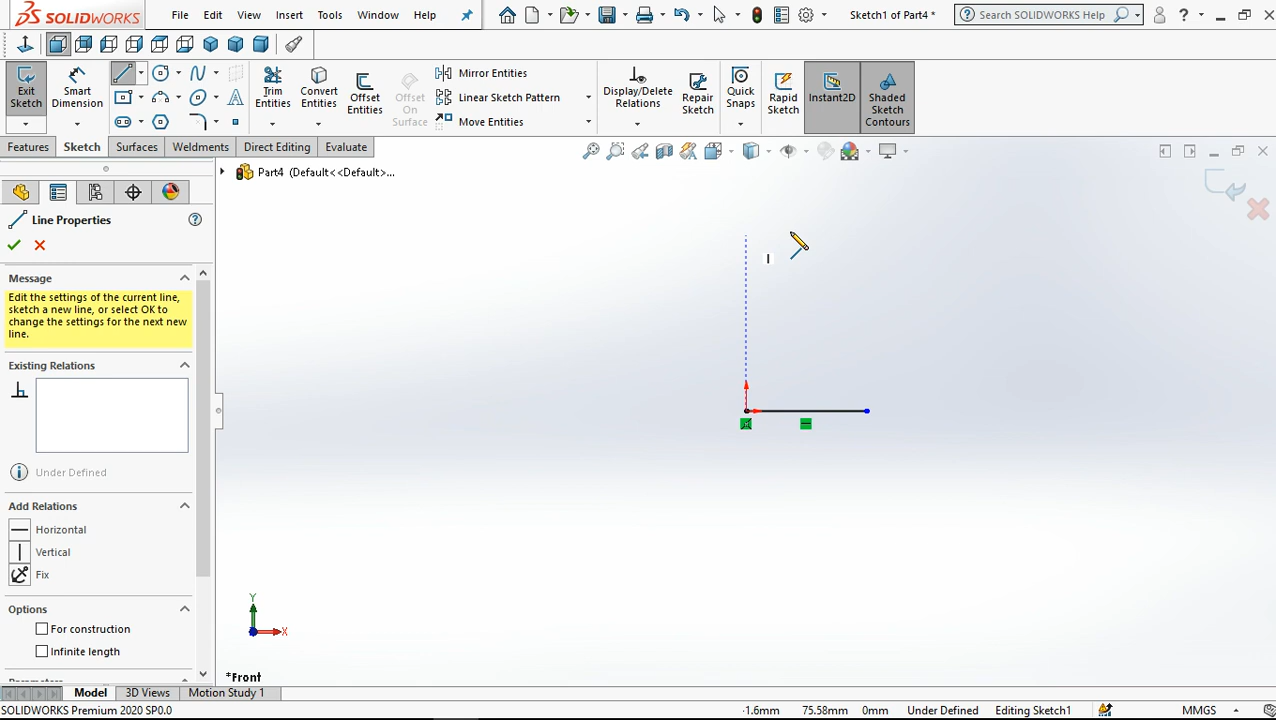 SOLIDWORKS File Edit View Insert Tools Window Help Sketch1 of Part4 * Search SOLIDWORKS Help ?
Exit Sketch
Smart Dimension
Trim Entities
Convert Entities
Offset Entities
Offset On Surface
Mirror Entities
Linear Sketch Pattern
Move Entities
Display/Delete Relations
Repair Sketch
Quick Snaps
Rapid Sketch
Instant2D
Shaded Sketch Contours
Features Sketch Surfaces Weldments Direct Editing Evaluate
Part4 (Default<<Default>...
Line Properties
Message
Edit the settings of the current line,
sketch a new line, or select OK to
change the settings for the next new
line.
Existing Relations
Under Defined
Add Relations
Horizontal
Vertical
Fix
Options
For construction
Infinite length
Y
X
*Front
Model 3D Views Motion Study 1
SOLIDWORKS Premium 2020 SP0.0 -1.6mm 75.58mm 0mm Under Defined Editing Sketch1 MMGS